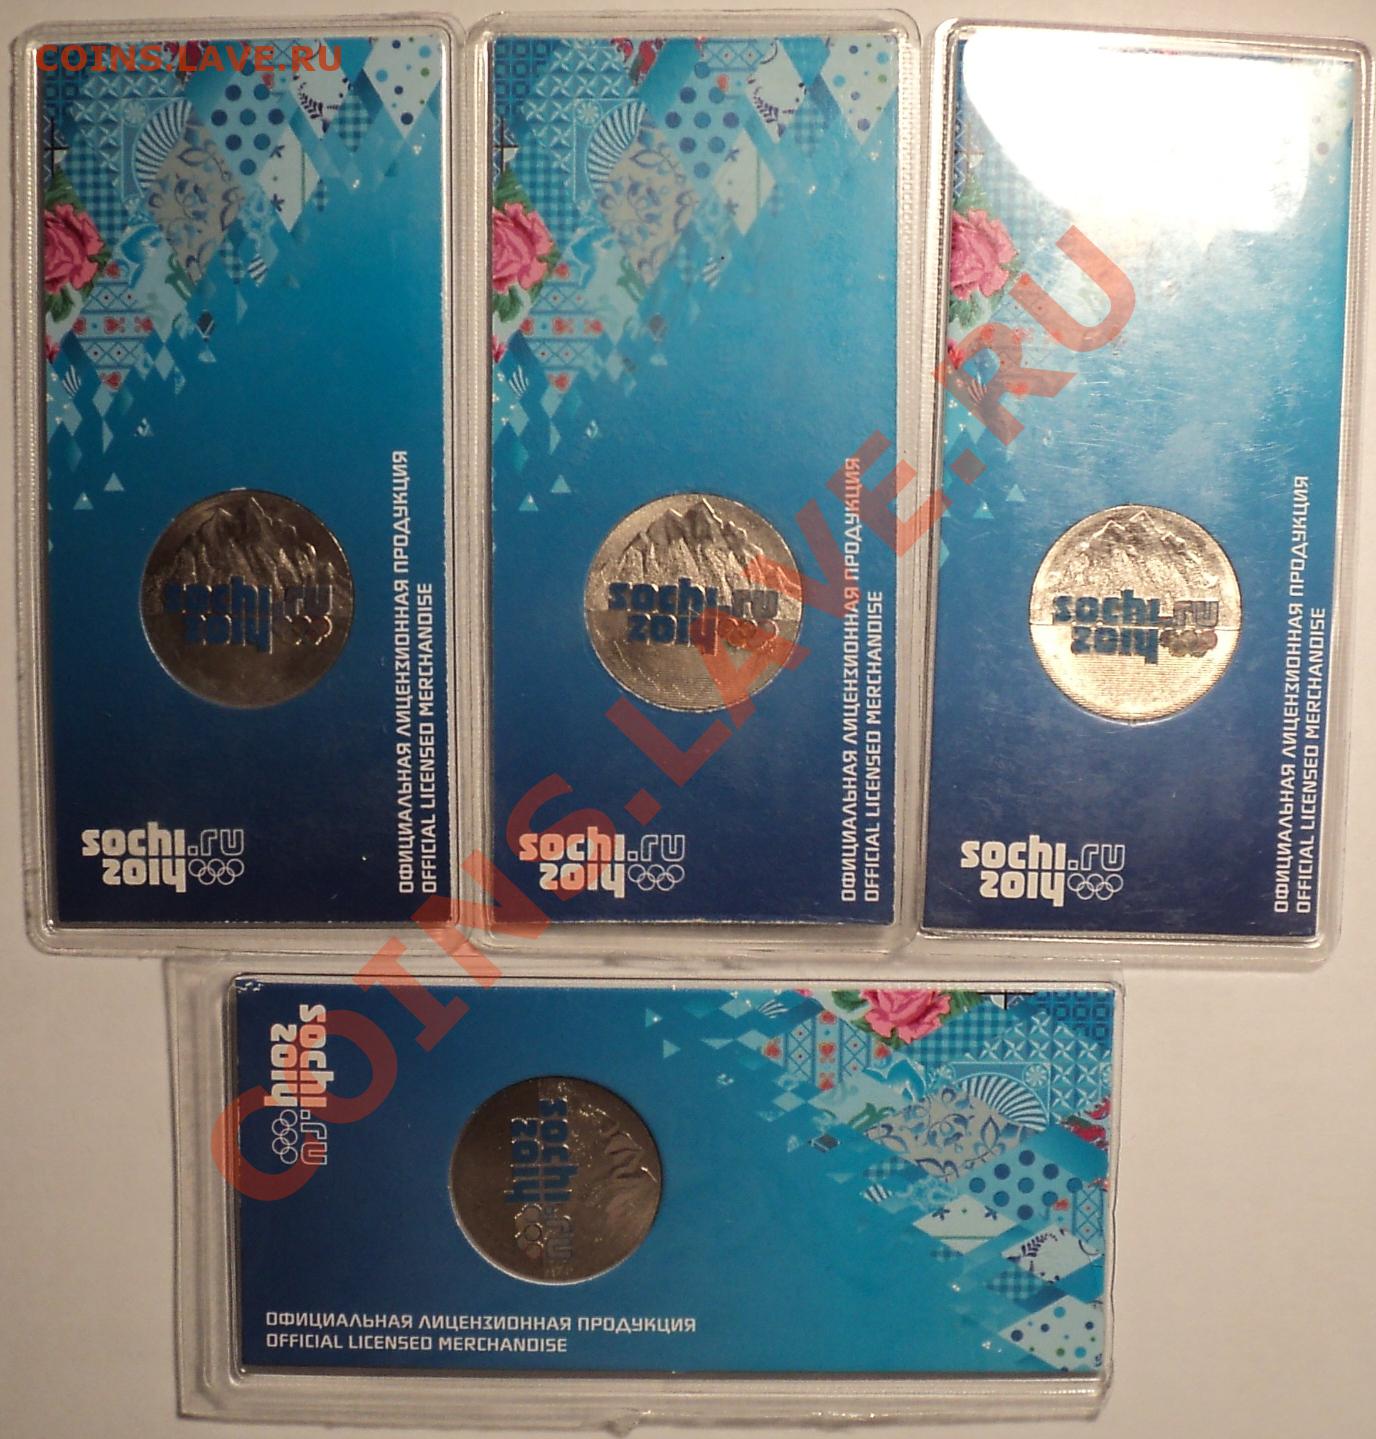 COINS.LAVE.RU
sochi.ru
2014
ОФИЦИАЛЬНАЯ ЛИЦЕНЗИОННАЯ ПРОДУКЦИЯ
OFFICIAL LICENSED MERCHANDISE
sochi.ru
2014
sochi.ru
2014
ОФИЦИАЛЬНАЯ ЛИЦЕНЗИОННАЯ ПРОДУКЦИЯ
OFFICIAL LICENSED MERCHANDISE
sochi.ru
2014
sochi.ru
2014
ОФИЦИАЛЬНАЯ ЛИЦЕНЗИОННАЯ ПРОДУКЦИЯ
OFFICIAL LICENSED MERCHANDISE
sochi.ru
2014
COINS.LAVE.RU
sochi.ru
2014
sochi.ru
2014
ОФИЦИАЛЬНАЯ ЛИЦЕНЗИОННАЯ ПРОДУКЦИЯ
OFFICIAL LICENSED MERCHANDISE